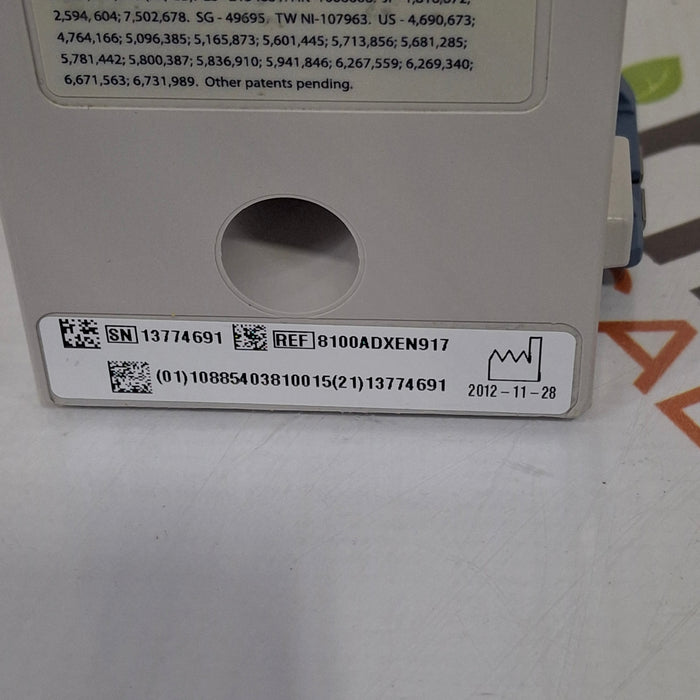 2,594,604; 7,502,678. SG - 49695, TW NI-107963. US - 4,690,673;
4,764,166; 5,096,385; 5,165,873; 5,601,445; 5,713,856; 5,681,285;
5,781,442; 5,800,387; 5,836,910; 5,941,846; 6,267,559; 6,269,340;
6,671,563; 6,731,989. Other patents pending.
SN 13774691 REF 8100ADXEN917
(01)10885403810015(21)13774691
2012-11-28